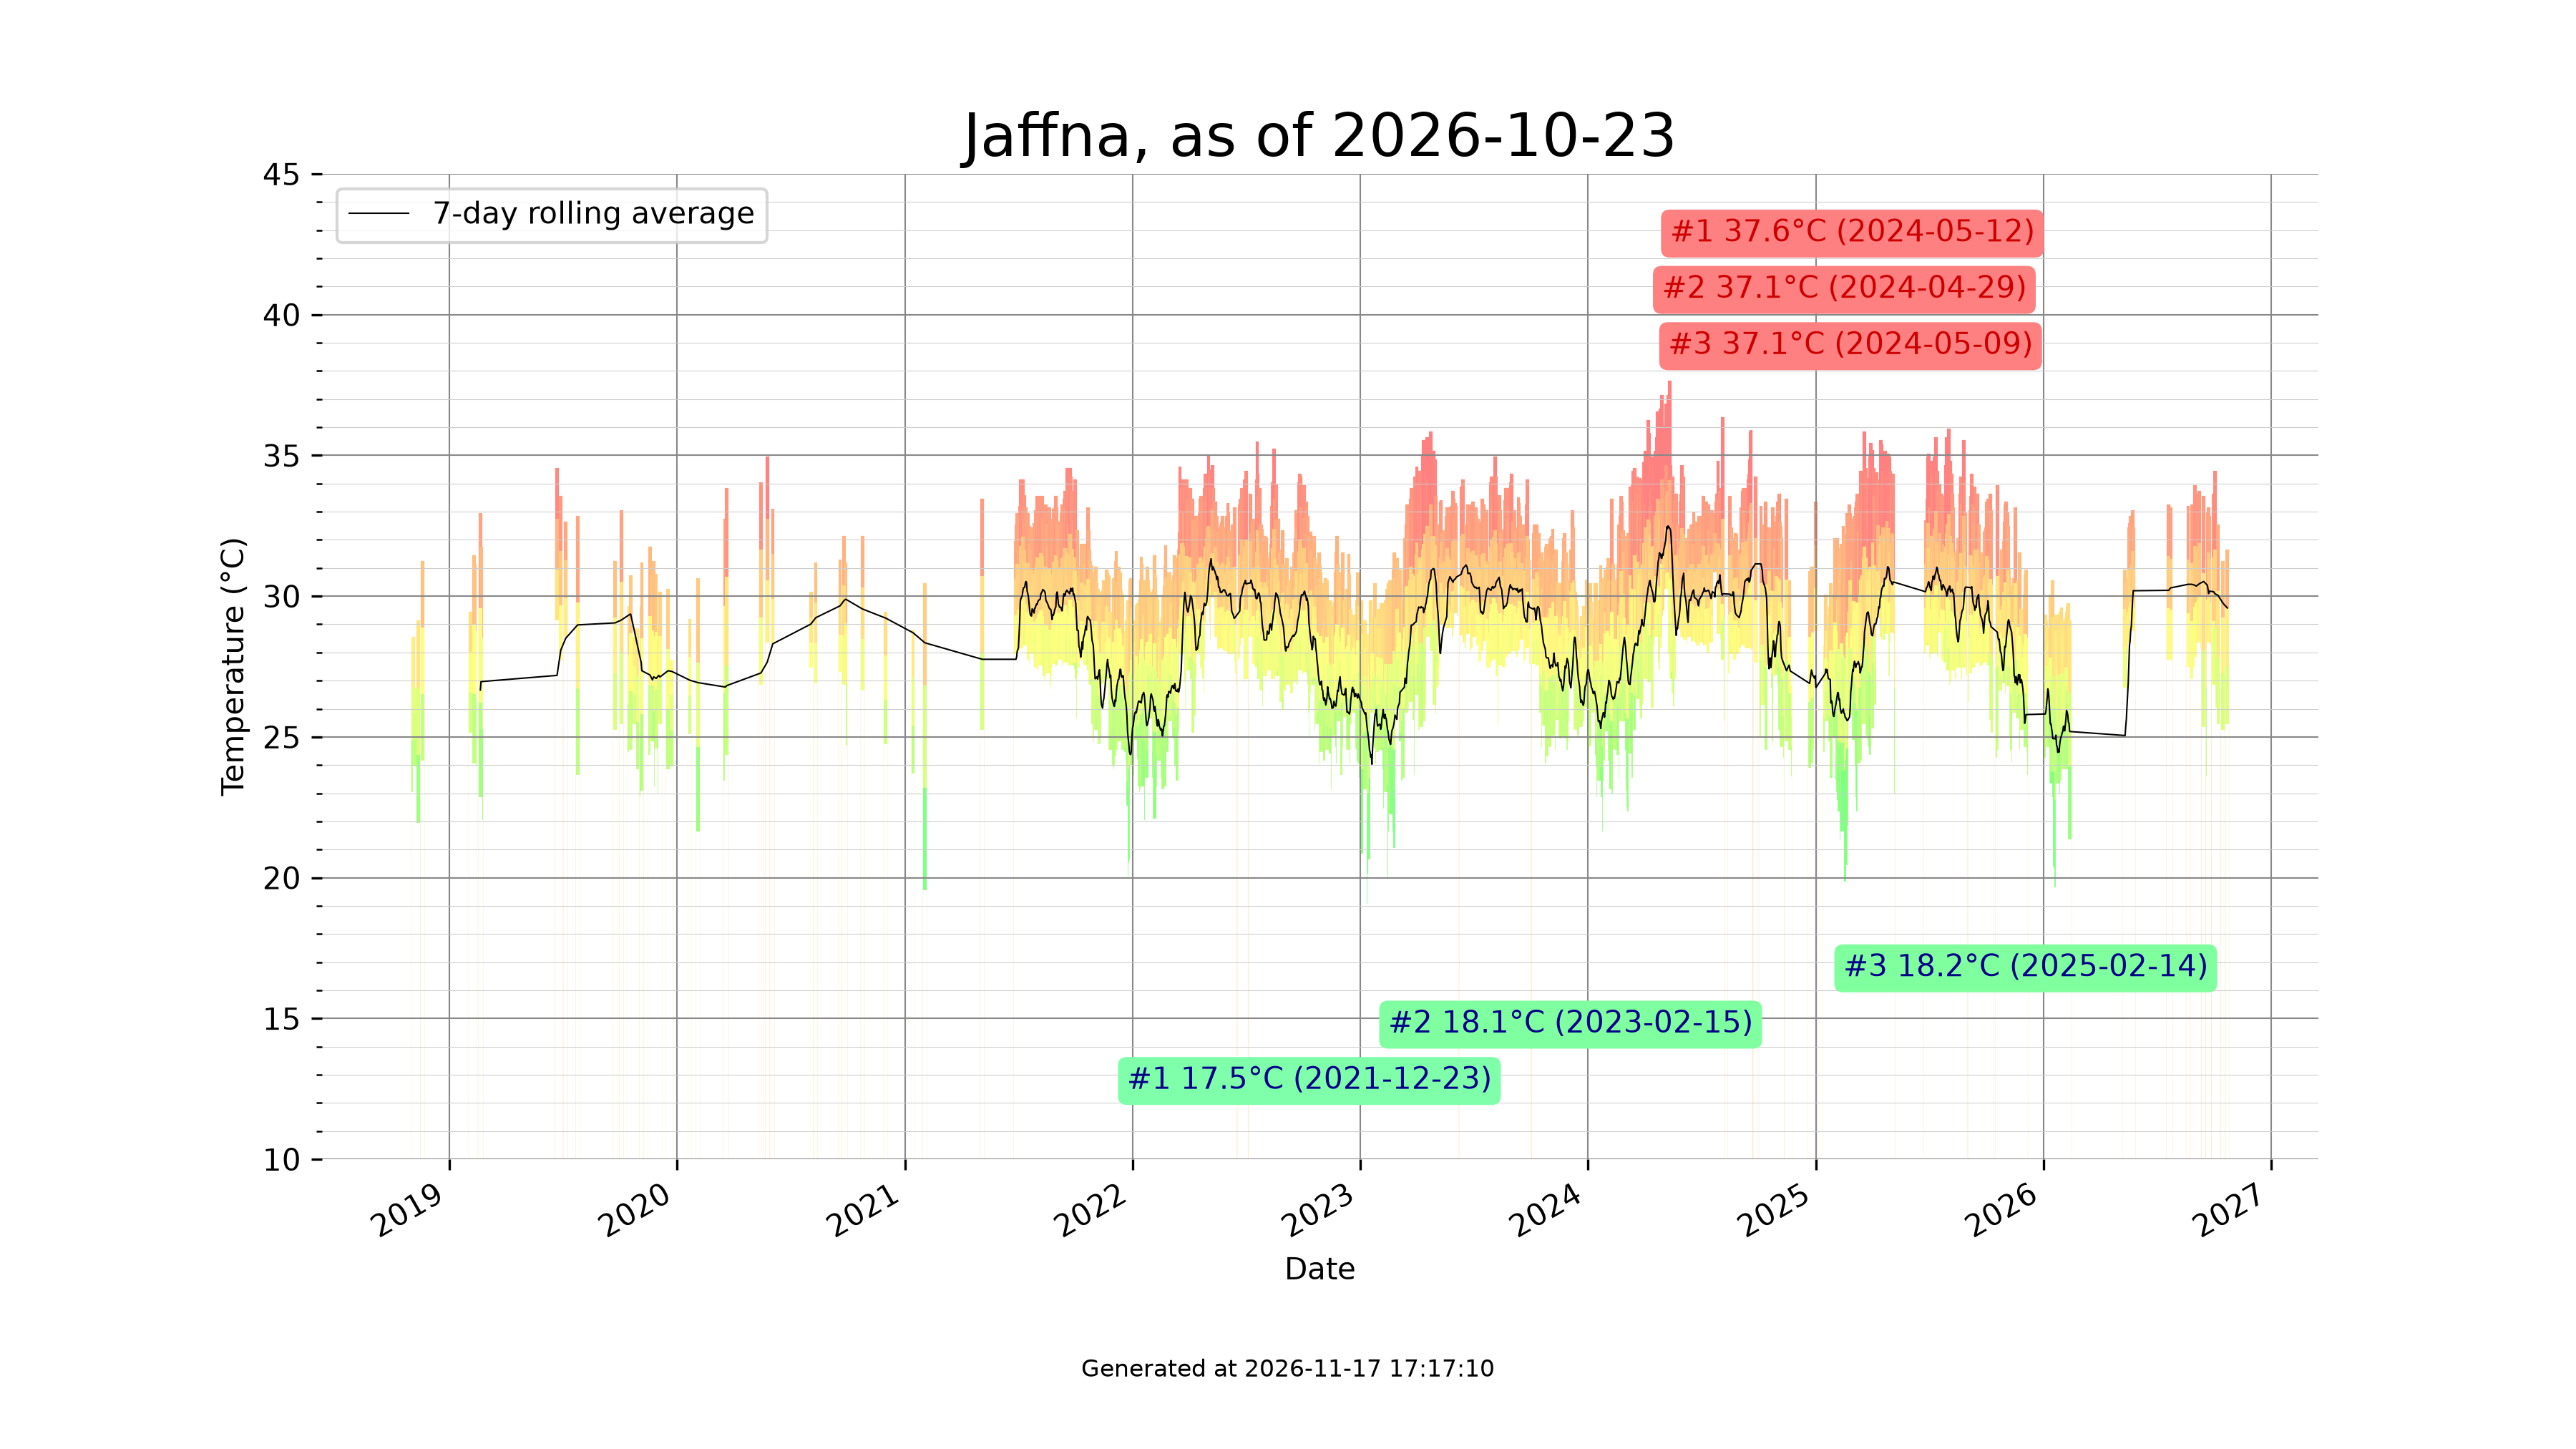 Jaffna, as of 2026-10-23
45
7-day rolling average
#1 37.6°C (2024-05-12)
#2 37.1°C (2024-04-29)
40
#3 37.1°C (2024-05-09)
35
30
Temperature (°C)
25
20
#3 18.2°C (2025-02-14)
15
#2 18.1°C (2023-02-15)
#1 17.5°C (2021-12-23)
10
2019
2020
2021
2022
2023
2024
2025
2026
2027
Date
Generated at 2026-11-17 17:17:10